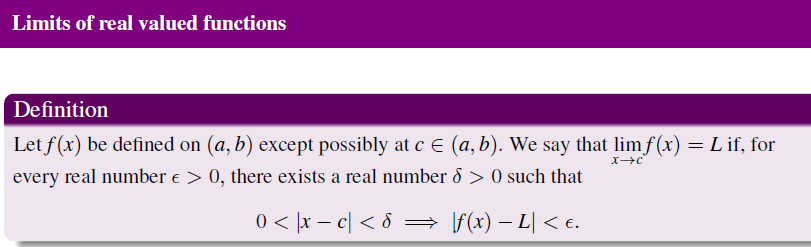 Limits of real valued functions
Definition
Let f(x) be defined on (a, b) except possibly at c ∈ (a, b). We say that lim f(x) = L if, for
x→c
every real number ϵ > 0, there exists a real number δ > 0 such that
0 < |x − c| < δ ⟹ |f(x) − L| < ϵ.